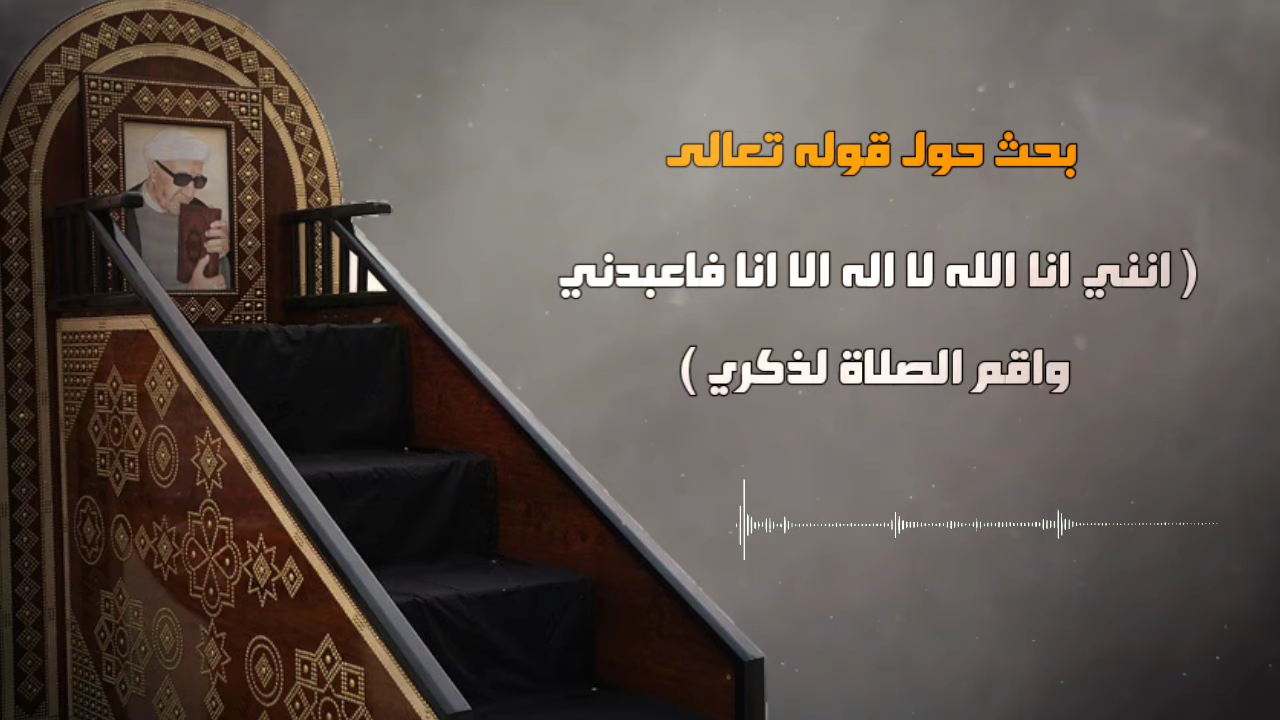 بحث حول قوله تعالى
( انني انا الله لا اله الا انا فاعبدني
واقم الصلاة لذكري )